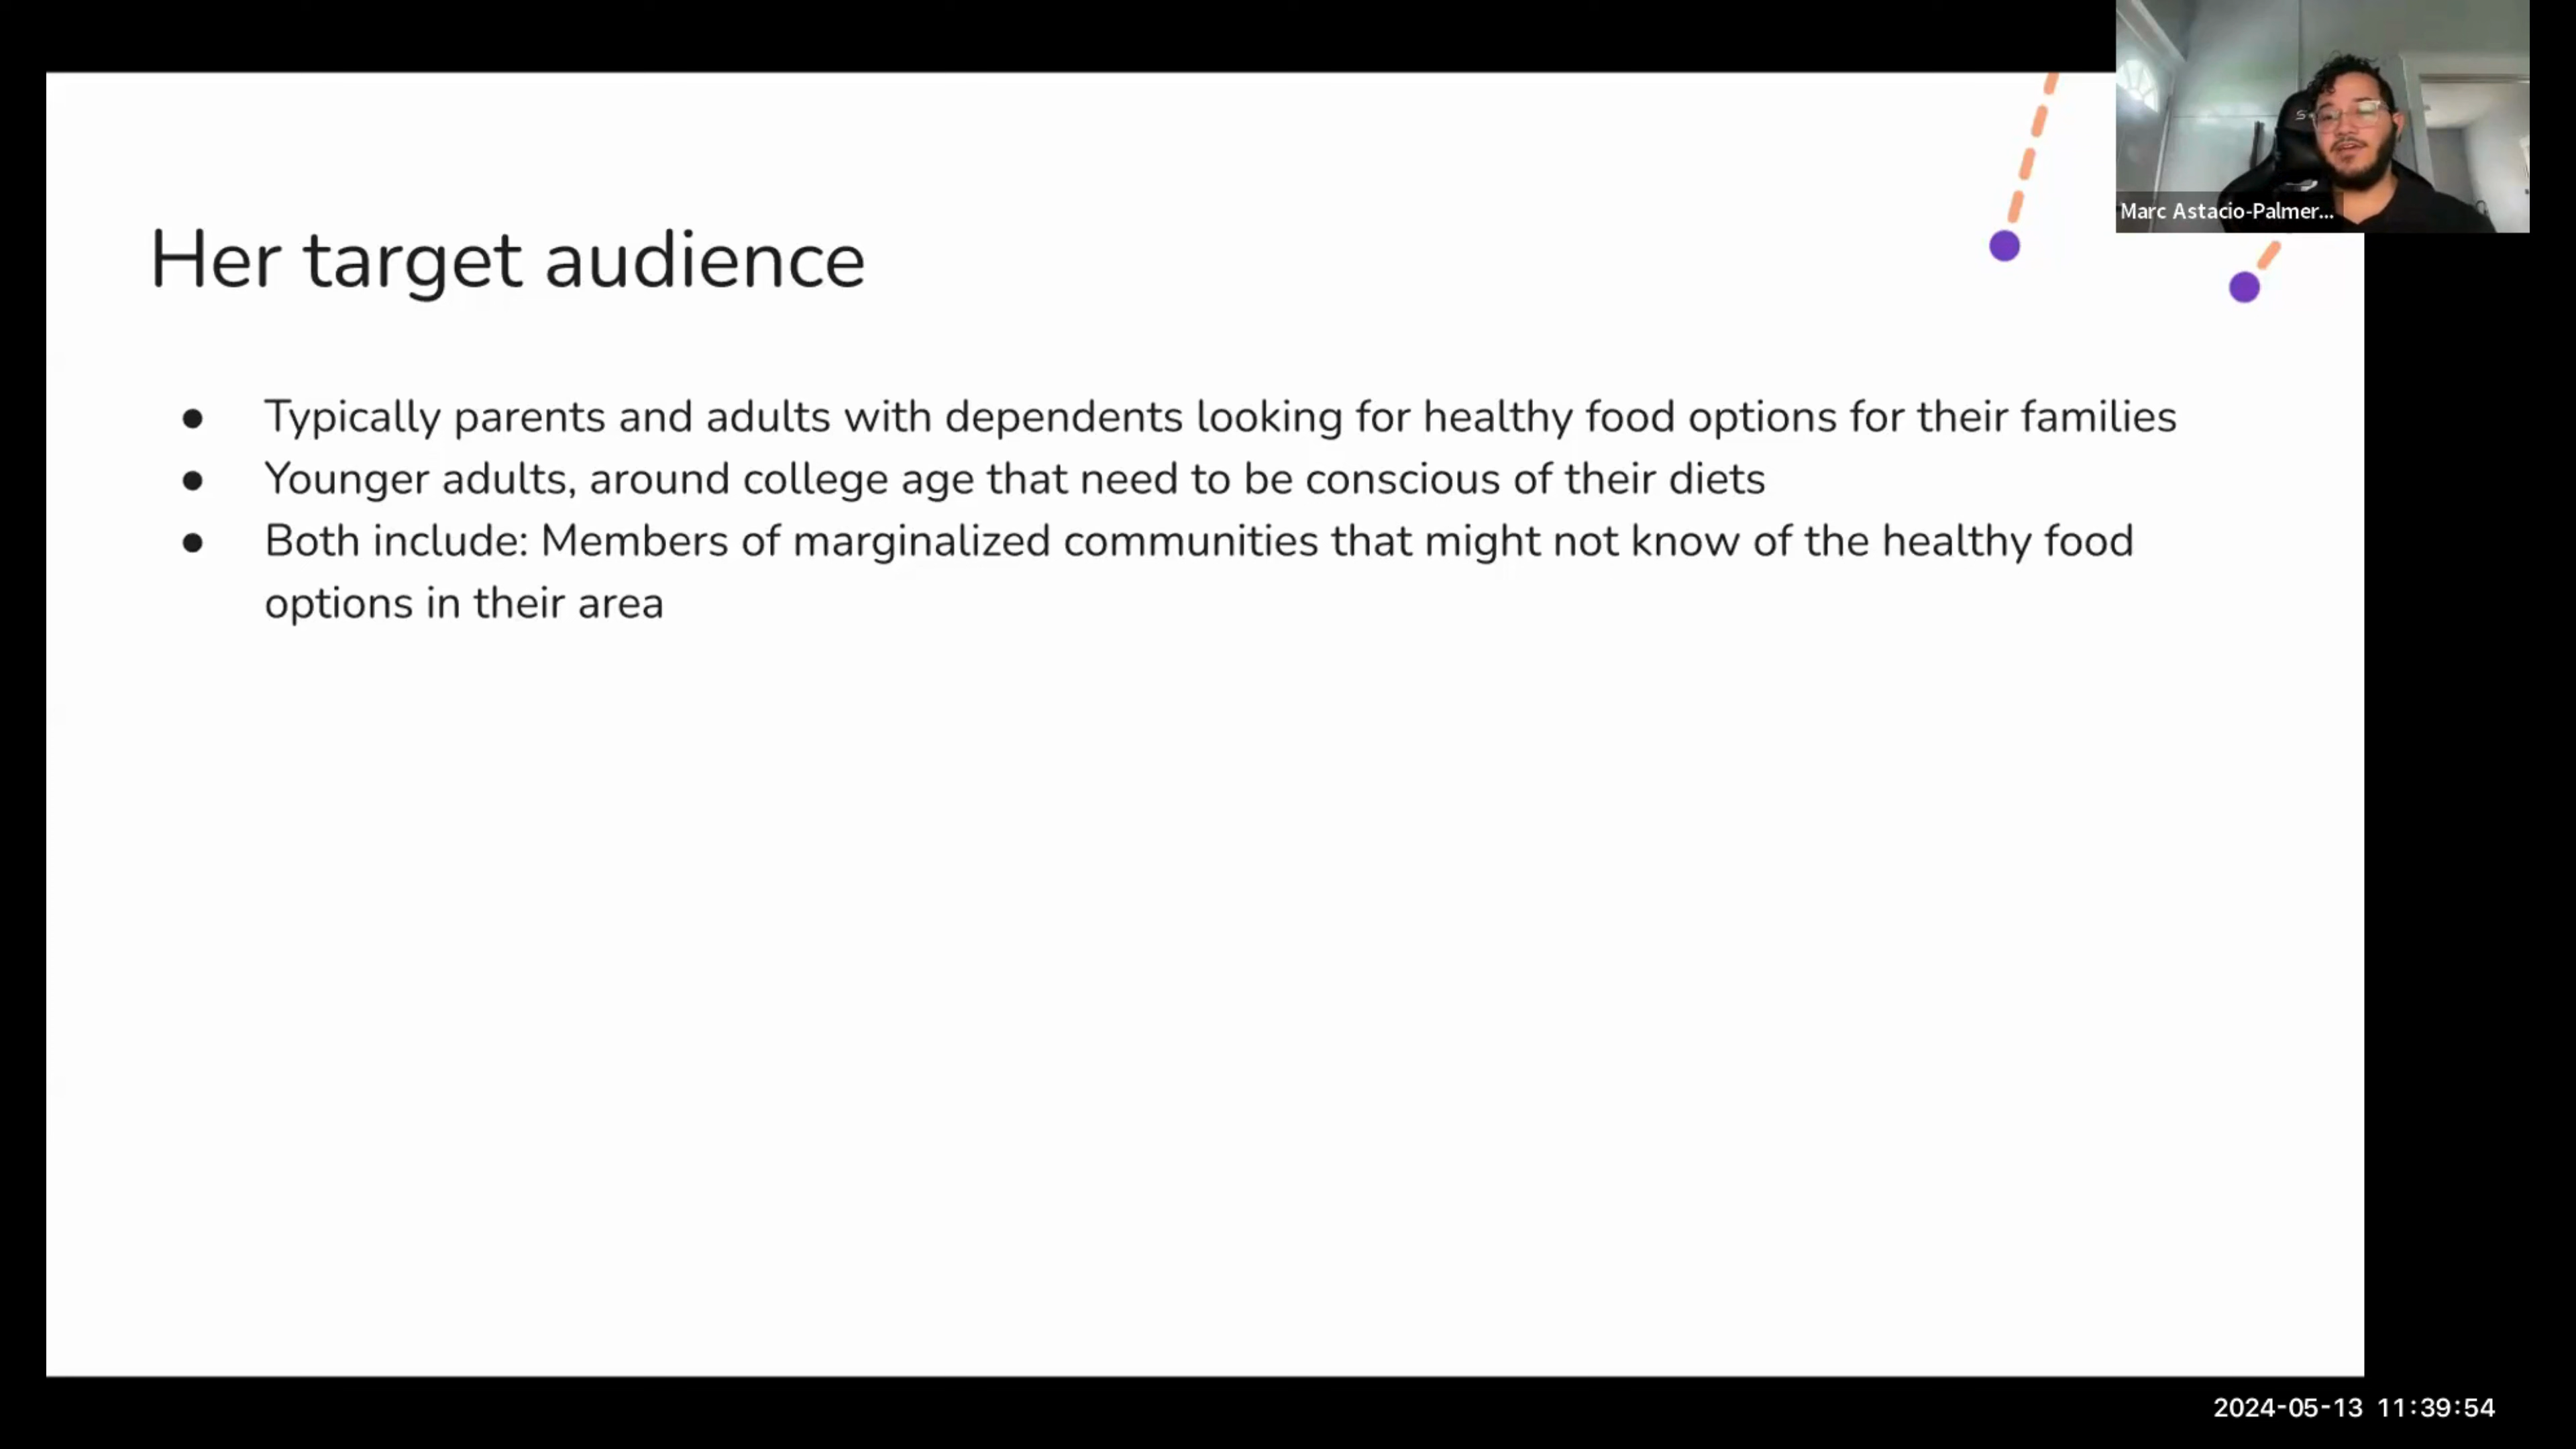 Marc Astacio-Palmer...
Her target audience
● Typically parents and adults with dependents looking for healthy food options for their families
● Younger adults, around college age that need to be conscious of their diets
● Both include: Members of marginalized communities that might not know of the healthy food
options in their area
2024-05-13 11:39:54